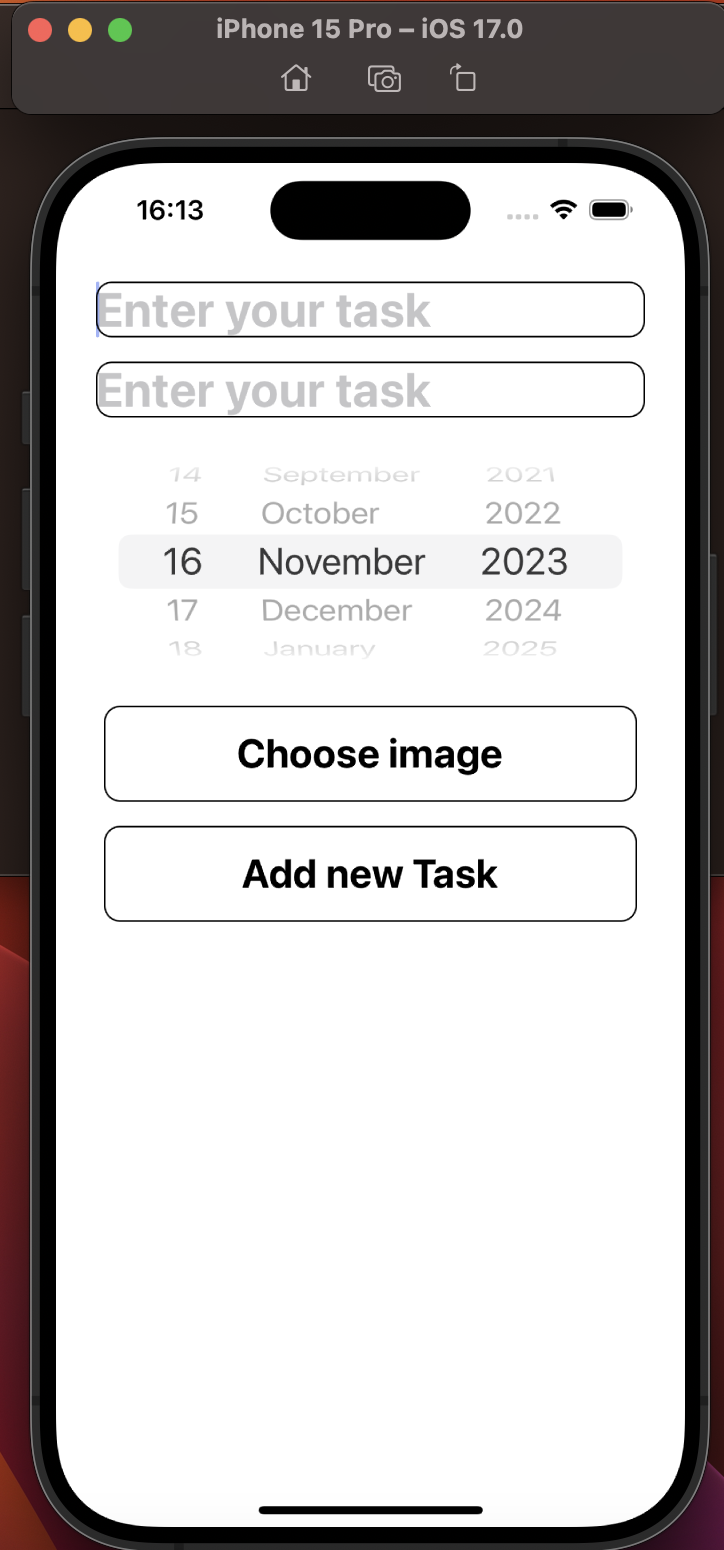 iPhone 15 Pro – iOS 17.0
16:13
Enter your task
Enter your task
14 September 2021
15 October 2022
16 November 2023
17 December 2024
18 January 2025
Choose image
Add new Task